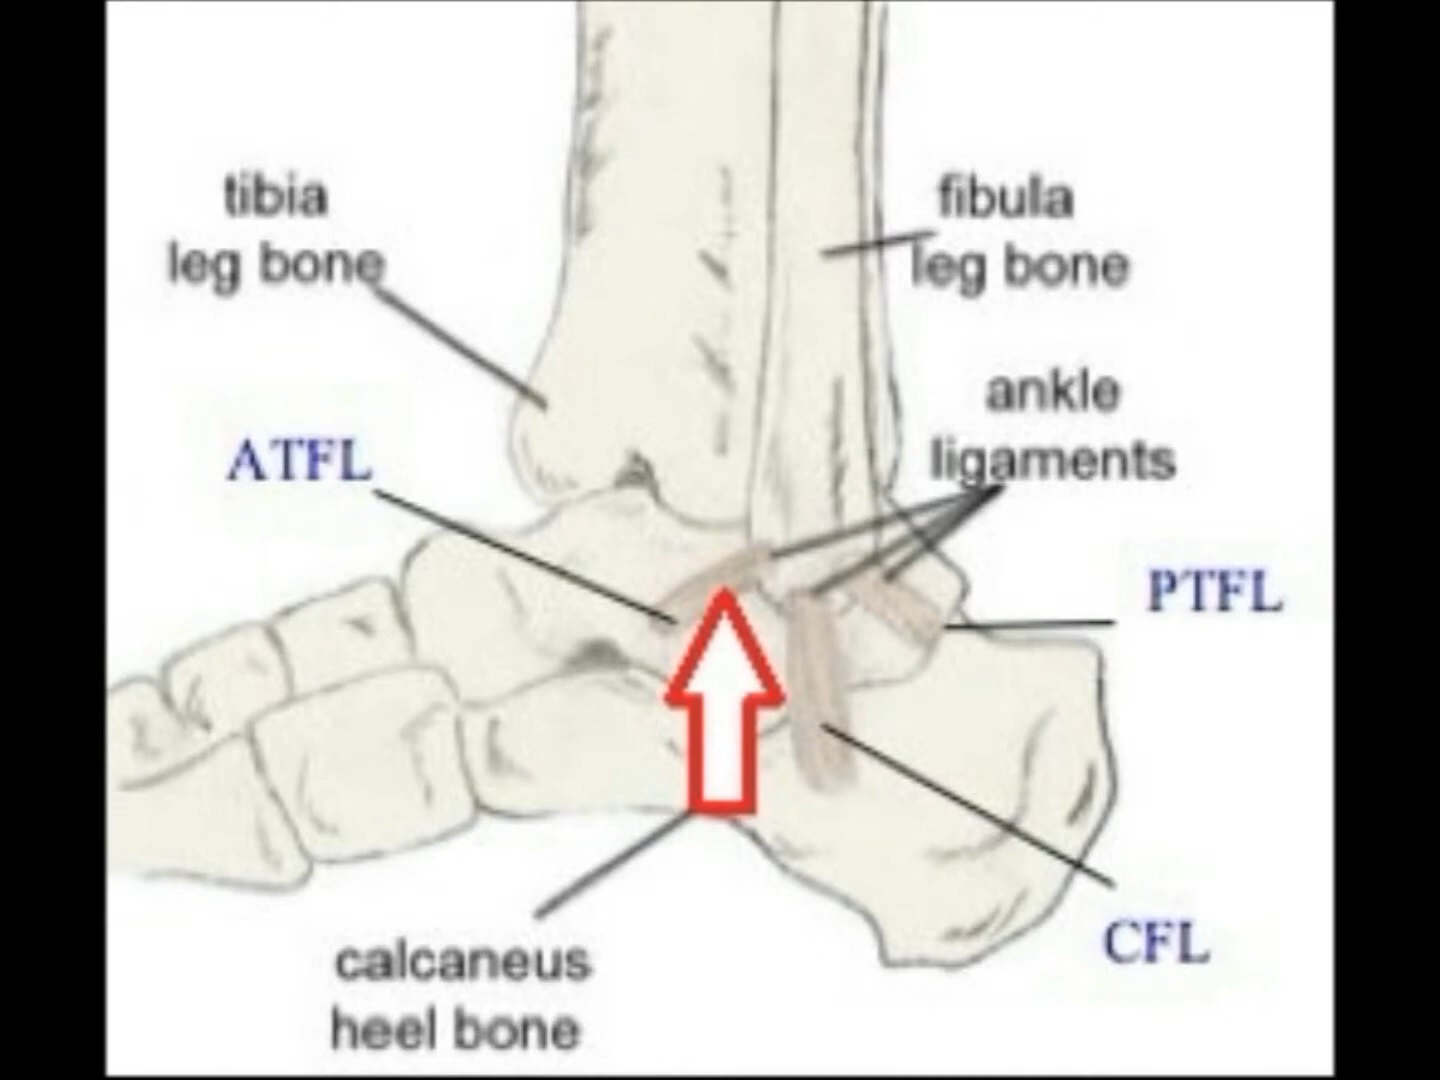 tibia
leg bone
fibula
leg bone
ankle
ligaments
ATFL
PTFL
CFL
calcaneus
heel bone